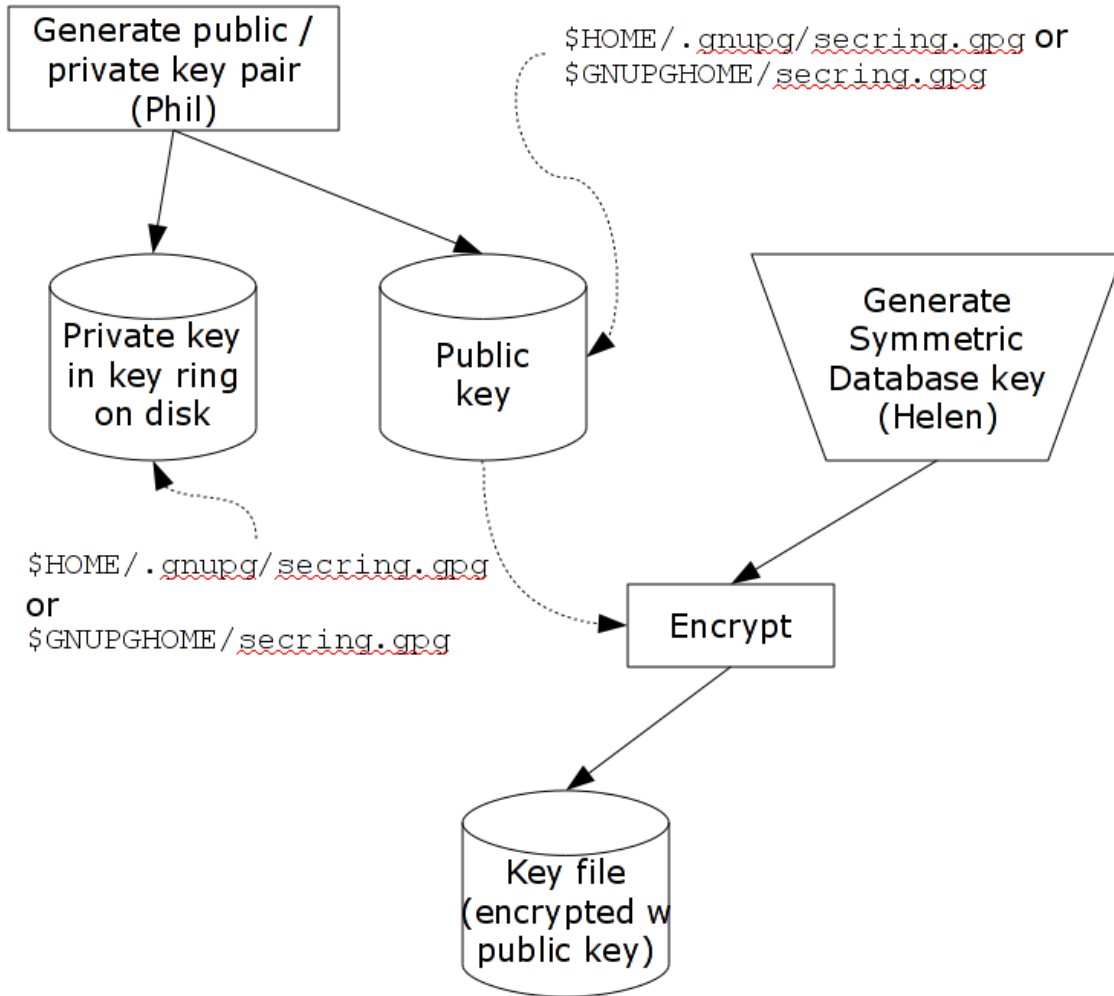 Generate public /
private key pair
(Phil)
$HOME/.gnupg/secring.gpg or
$GNUPGHOME/secring.gpg
Private key
in key ring
on disk
Public
key
Generate
Symmetric
Database key
(Helen)
$HOME/.gnupg/secring.gpg
or
$GNUPGHOME/secring.gpg
Encrypt
Key file
(encrypted w
public key)